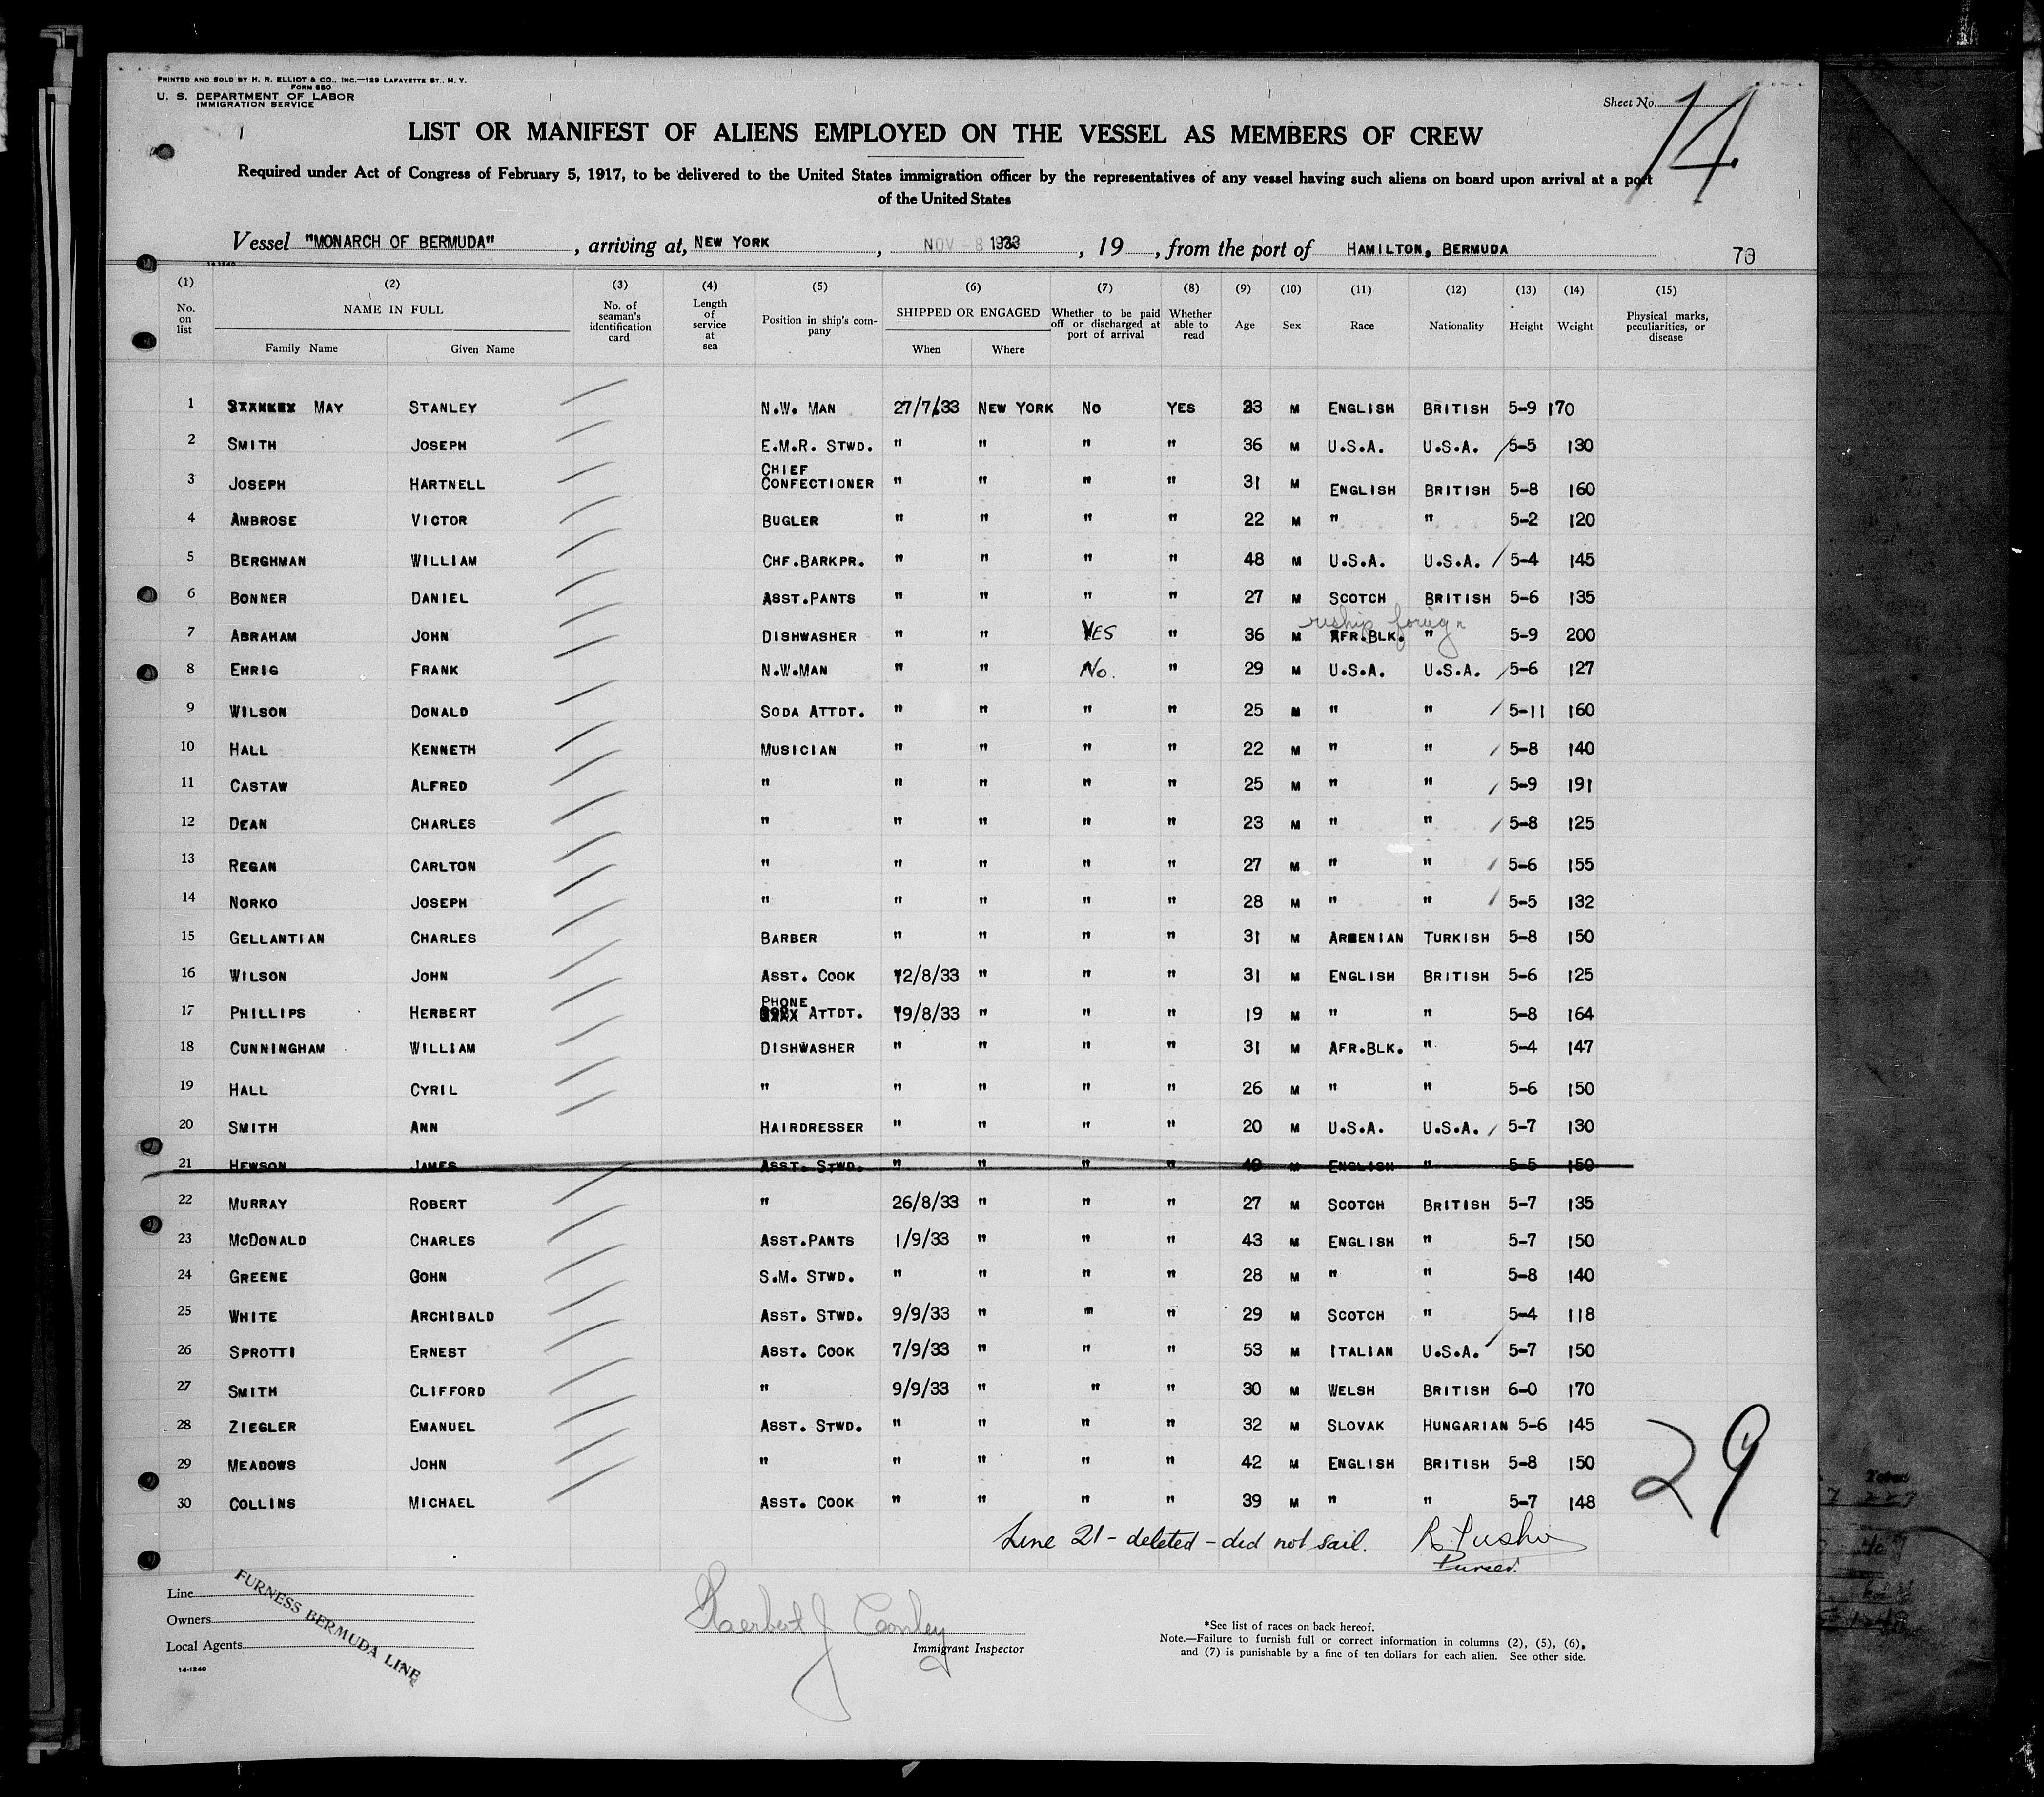 PRINTED AND SOLD BY H. R. ELLIOT & CO., INC.—129 LAFAYETTE ST., N. Y.
FORM 680
U. S. DEPARTMENT OF LABOR
IMMIGRATION SERVICE
Sheet No. 14
LIST OR MANIFEST OF ALIENS EMPLOYED ON THE VESSEL AS MEMBERS OF CREW
Required under Act of Congress of February 5, 1917, to be delivered to the United States immigration officer by the representatives of any vessel having such aliens on board upon arrival at a port
of the United States
Vessel "MONARCH OF BERMUDA", arriving at, NEW YORK, NOV -8 1933, 19, from the port of HAMILTON, BERMUDA
70
14-1240
(1) No. on list (2) NAME IN FULL Family Name Given Name (3) No. of seaman's identification card (4) Length of service at sea (5) Position in ship's company (6) SHIPPED OR ENGAGED When Where (7) Whether to be paid off or discharged at port of arrival (8) Whether able to read (9) Age (10) Sex (11) Race (12) Nationality (13) Height (14) Weight (15) Physical marks, peculiarities, or disease
1 MAY STANLEY N.W. MAN 27/7/33 NEW YORK NO YES 23 M ENGLISH BRITISH 5-9 170
2 SMITH JOSEPH E.M.R. STWD. " " " " 36 M U.S.A. U.S.A. 5-5 130
3 JOSEPH HARTNELL CHIEF CONFECTIONER " " " " 31 M ENGLISH BRITISH 5-8 160
4 AMBROSE VICTOR BUGLER " " " " 22 M " " 5-2 120
5 BERGHMAN WILLIAM CHF.BARKPR. " " " " 48 M U.S.A. U.S.A. 5-4 145
6 BONNER DANIEL ASST.PANTS " " " " 27 M SCOTCH BRITISH 5-6 135
reship foreign
7 ABRAHAM JOHN DISHWASHER " " YES " 36 M AFR.BLK. " 5-9 200
8 EHRIG FRANK N.W.MAN " " No. " 29 M U.S.A. U.S.A. 5-6 127
9 WILSON DONALD SODA ATTDT. " " " " 25 M " " 5-11 160
10 HALL KENNETH MUSICIAN " " " " 22 M " " 5-8 140
11 CASTAW ALFRED " " " " " 25 M " " 5-9 191
12 DEAN CHARLES " " " " " 23 M " " 5-8 125
13 REGAN CARLTON " " " " " 27 M " " 5-6 155
14 NORKO JOSEPH " " " " " 28 M " " 5-5 132
15 GELLANTIAN CHARLES BARBER " " " " 31 M ARMENIAN TURKISH 5-8 150
16 WILSON JOHN ASST. COOK 12/8/33 " " " 31 M ENGLISH BRITISH 5-6 125
17 PHILLIPS HERBERT PHONE ATTDT. 19/8/33 " " " 19 M " " 5-8 164
18 CUNNINGHAM WILLIAM DISHWASHER " " " " 31 M AFR.BLK. " 5-4 147
19 HALL CYRIL " " " " " 26 M " " 5-6 150
20 SMITH ANN HAIRDRESSER " " " " 20 M U.S.A. U.S.A. 5-7 130
21 HEWSON JAMES ASST. STWD. " " " " 49 M ENGLISH " 5-5 150
22 MURRAY ROBERT " 26/8/33 " " " 27 M SCOTCH BRITISH 5-7 135
23 MCDONALD CHARLES ASST.PANTS 1/9/33 " " " 43 M ENGLISH " 5-7 150
24 GREENE GOHN S.M. STWD. " " " " 28 M " " 5-8 140
25 WHITE ARCHIBALD ASST. STWD. 9/9/33 " " " 29 M SCOTCH " 5-4 118
26 SPROTTI ERNEST ASST. COOK 7/9/33 " " " 53 M ITALIAN U.S.A. 5-7 150
27 SMITH CLIFFORD " 9/9/33 " " " 30 M WELSH BRITISH 6-0 170
28 ZIEGLER EMANUEL ASST. STWD. " " " " 32 M SLOVAK HUNGARIAN 5-6 145
29 MEADOWS JOHN " " " " " 42 M ENGLISH BRITISH 5-8 150
30 COLLINS MICHAEL ASST. COOK " " " " 39 M " " 5-7 148
29
Line 21 - deleted - did not sail.
Purser.
Line
Owners
Local Agents
FURNESS BERMUDA LINE
14-1240
Herbert J Conley
Immigrant Inspector
*See list of races on back hereof.
Note.—Failure to furnish full or correct information in columns (2), (5), (6), and (7) is punishable by a fine of ten dollars for each alien. See other side.